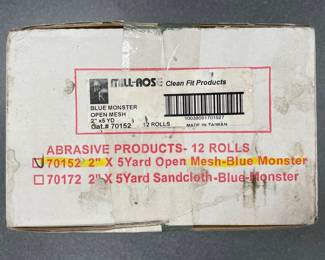 MILL-ROSE Clean Fit Products
BLUE MONSTER
OPEN MESH
2" x5 YD
Cat.# 70152 12 ROLLS
10038091701527
MADE IN TAIWAN
ABRASIVE PRODUCTS- 12 ROLLS
70152 2" X 5Yard Open Mesh-Blue Monster
70172 2" X 5Yard Sandcloth-Blue-Monster